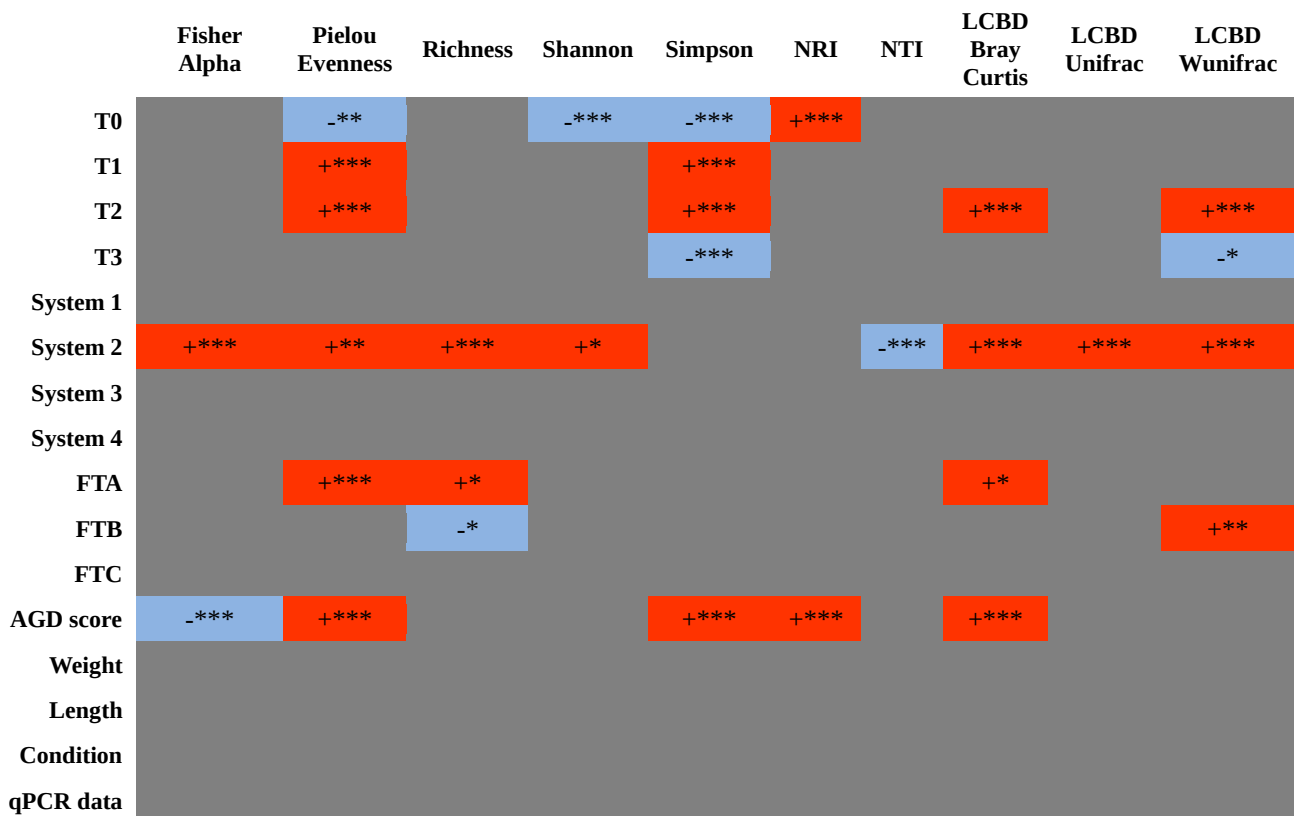 Fisher Alpha Pielou Evenness Richness Shannon Simpson NRI NTI LCBD Bray Curtis LCBD Unifrac LCBD Wunifrac
T0 -** -*** -*** +***
T1 +*** +***
T2 +*** +*** +*** +***
T3 -*** -*
System 1
System 2 +*** +** +*** +* -*** +*** +*** +***
System 3
System 4
FTA +*** +* +*
FTB -* +**
FTC
AGD score -*** +*** +*** +*** +***
Weight
Length
Condition
qPCR data